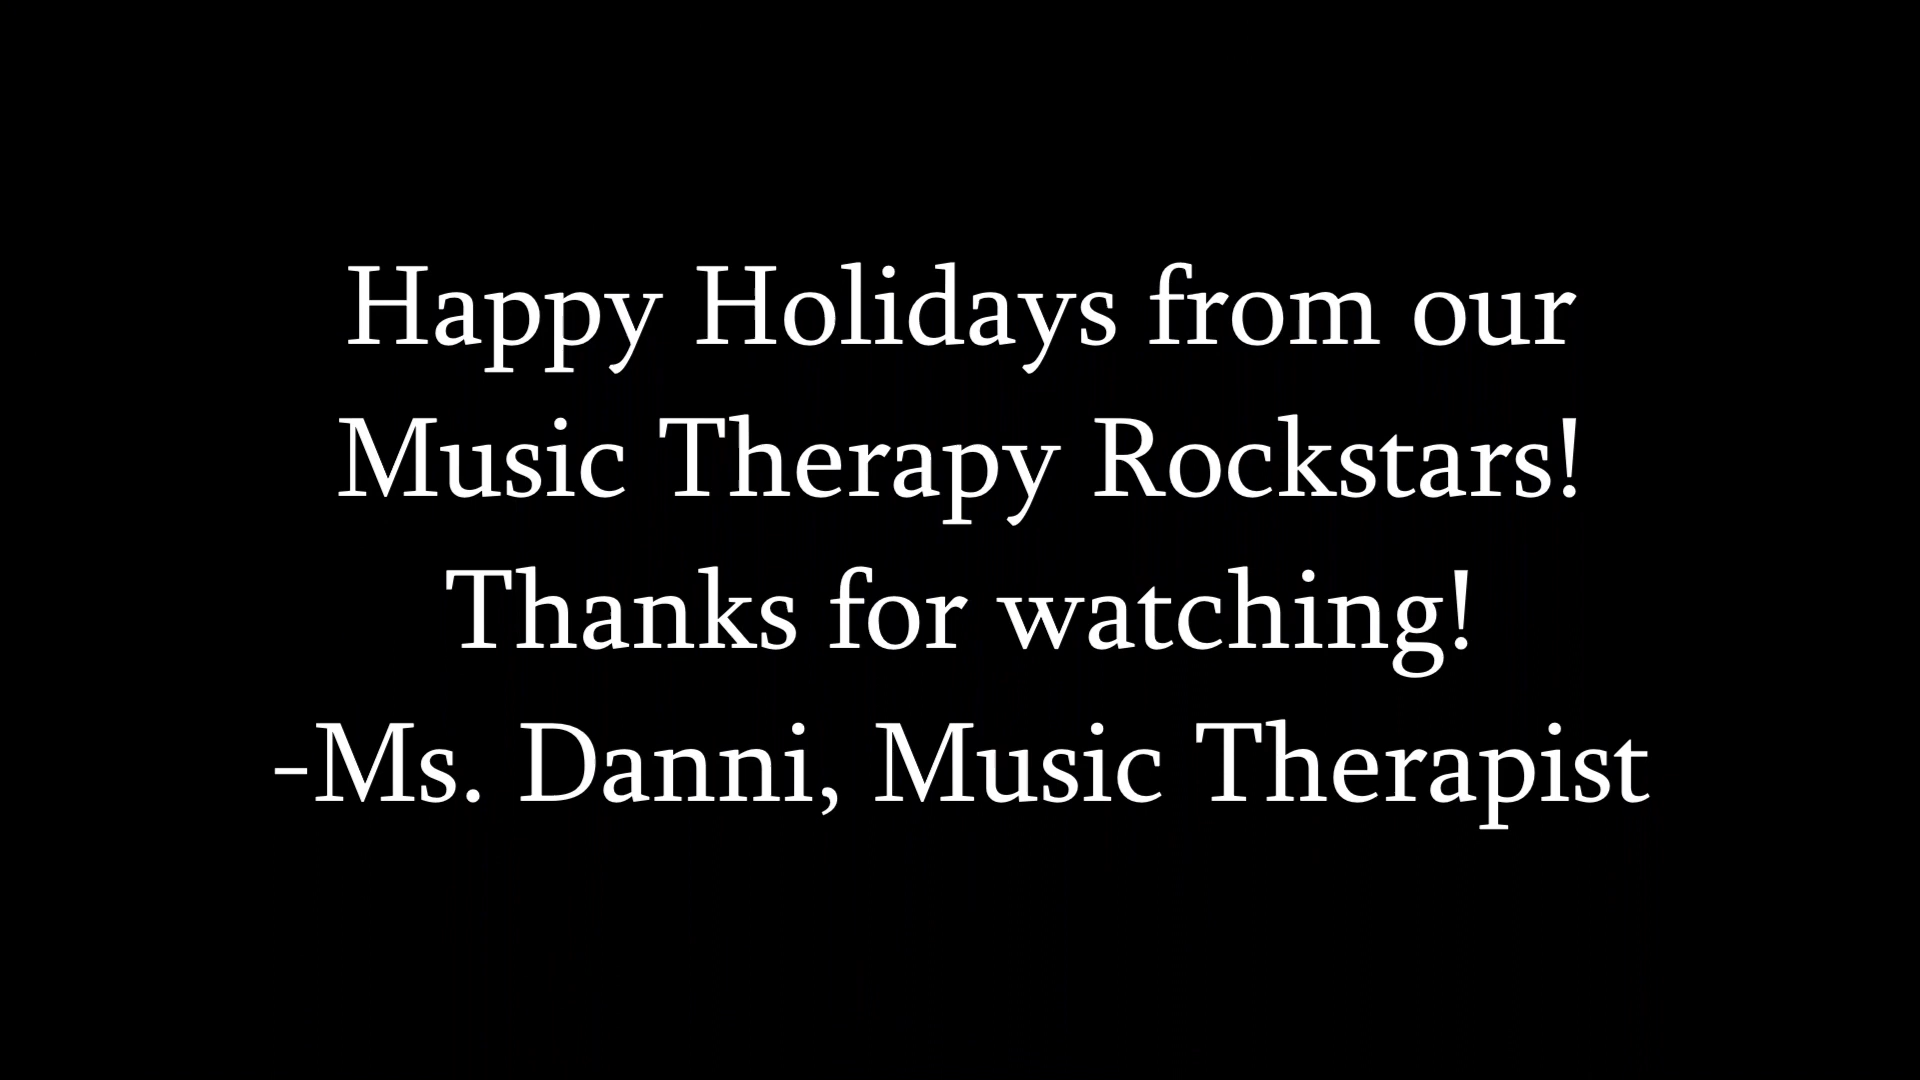 Happy Holidays from our
Music Therapy Rockstars!
Thanks for watching!
-Ms. Danni, Music Therapist